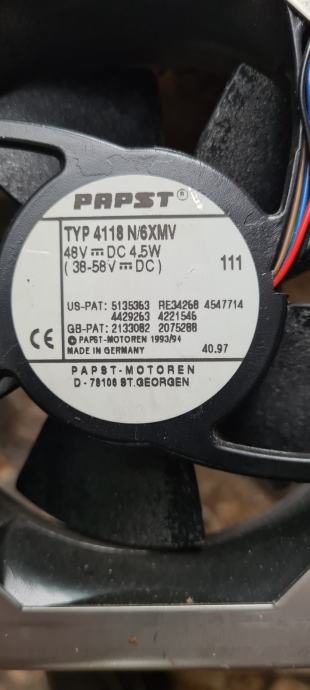 PAPST®
TYP 4118 N/6XMV
48V ⎓ DC 4.5W
(38-58V ⎓ DC)
111
US-PAT: 5135363 RE34268 4547714
4429263 4221546
GB-PAT: 2133082 2075288
© PAPST-MOTOREN 1993/94
MADE IN GERMANY
40.97
CE
PAPST-MOTOREN
D-78106 ST.GEORGEN